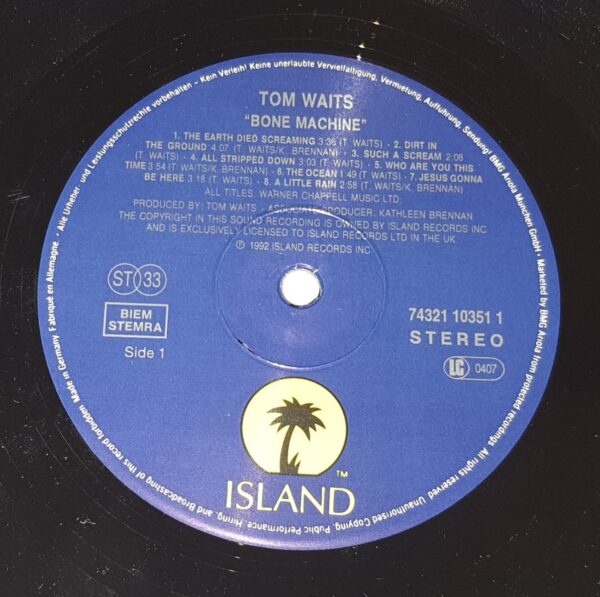 TOM WAITS
"BONE MACHINE"
1. THE EARTH DIED SCREAMING 3:36 (T. WAITS) · 2. DIRT IN
THE GROUND 4:07 (T. WAITS/K. BRENNAN) · 3. SUCH A SCREAM 2:08
(T. WAITS) · 4. ALL STRIPPED DOWN 3:03 (T. WAITS) · 5. WHO ARE YOU THIS
TIME 3:54 (T. WAITS/K. BRENNAN) · 6. THE OCEAN 1:49 (T. WAITS) · 7. JESUS GONNA
BE HERE 3:18 (T. WAITS) · 8. A LITTLE RAIN 2:58 (T. WAITS/K. BRENNAN)
ALL TITLES: WARNER CHAPPELL MUSIC LTD.
PRODUCED BY: TOM WAITS · ASSOCIATE PRODUCER: KATHLEEN BRENNAN
THE COPYRIGHT IN THIS SOUND RECORDING IS OWNED BY ISLAND RECORDS INC
AND IS EXCLUSIVELY LICENSED TO ISLAND RECORDS LTD IN THE UK.
℗ 1992 ISLAND RECORDS INC
ST 33
BIEM
STEMRA
Side 1
74321 10351 1
STEREO
LC 0407
TM
ISLAND
Made in Germany Fabriqué en Allemagne - Alle Urheber- und Leistungsschutzrechte vorbehalten - Kein Verleih! Keine unerlaubte Vervielfältigung, Vermietung, Aufführung, Sendung! BMG Ariola Munchen GmbH - Marketed by BMG Ariola from protected recordings All rights reserved Unauthorised Copying, Public Performance, Hiring, and Broadcasting of this record forbidden